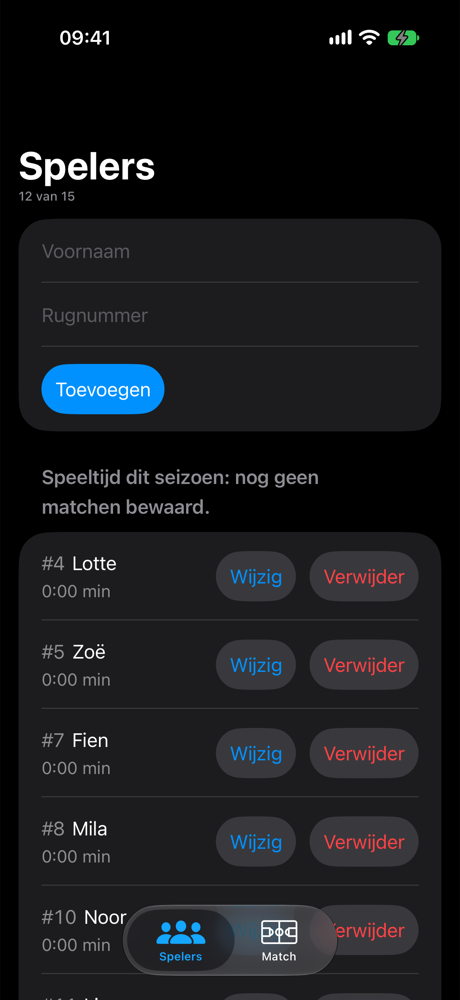 09:41
Spelers
12 van 15
Voornaam
Rugnummer
Toevoegen
Speeltijd dit seizoen: nog geen
matchen bewaard.
#4 Lotte
0:00 min
Wijzig
Verwijder
#5 Zoë
0:00 min
Wijzig
Verwijder
#7 Fien
0:00 min
Wijzig
Verwijder
#8 Mila
0:00 min
Wijzig
Verwijder
#10 Noor
0:00 min
Verwijder
Spelers
Match